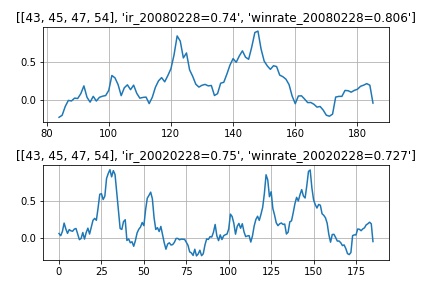 [[43, 45, 47, 54], 'ir_20080228=0.74', 'winrate_20080228=0.806']
0.5
0.0
80 100 120 140 160 180
[[43, 45, 47, 54], 'ir_20020228=0.75', 'winrate_20020228=0.727']
0.5
0.0
0 25 50 75 100 125 150 175